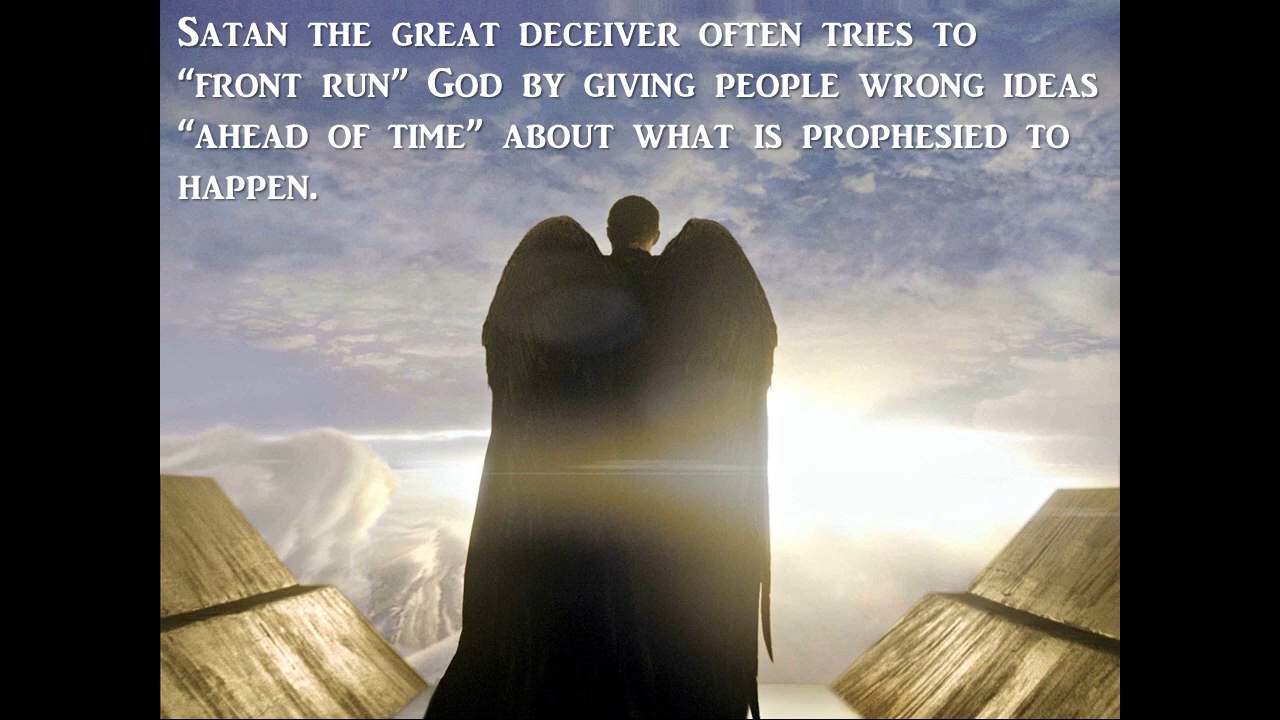 Satan the great deceiver often tries to
“front run” God by giving people wrong ideas
“ahead of time” about what is prophesied to
happen.